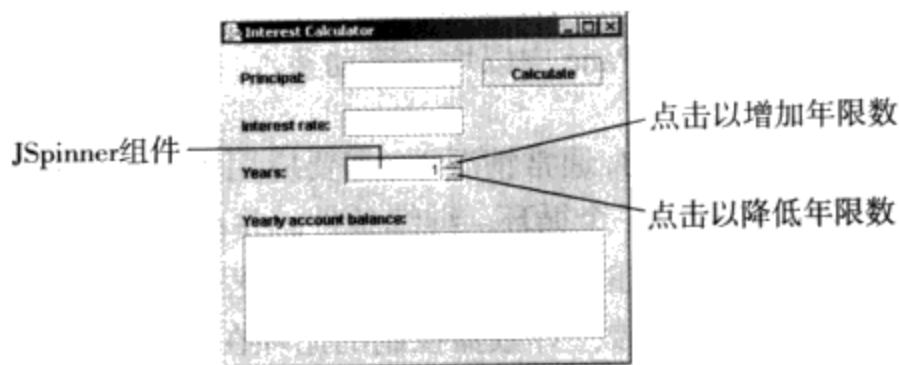 Interest Calculator
Principal:
Calculate
Interest rate:
点击以增加年限数
JSpinner组件
Years:
1
点击以降低年限数
Yearly account balance: